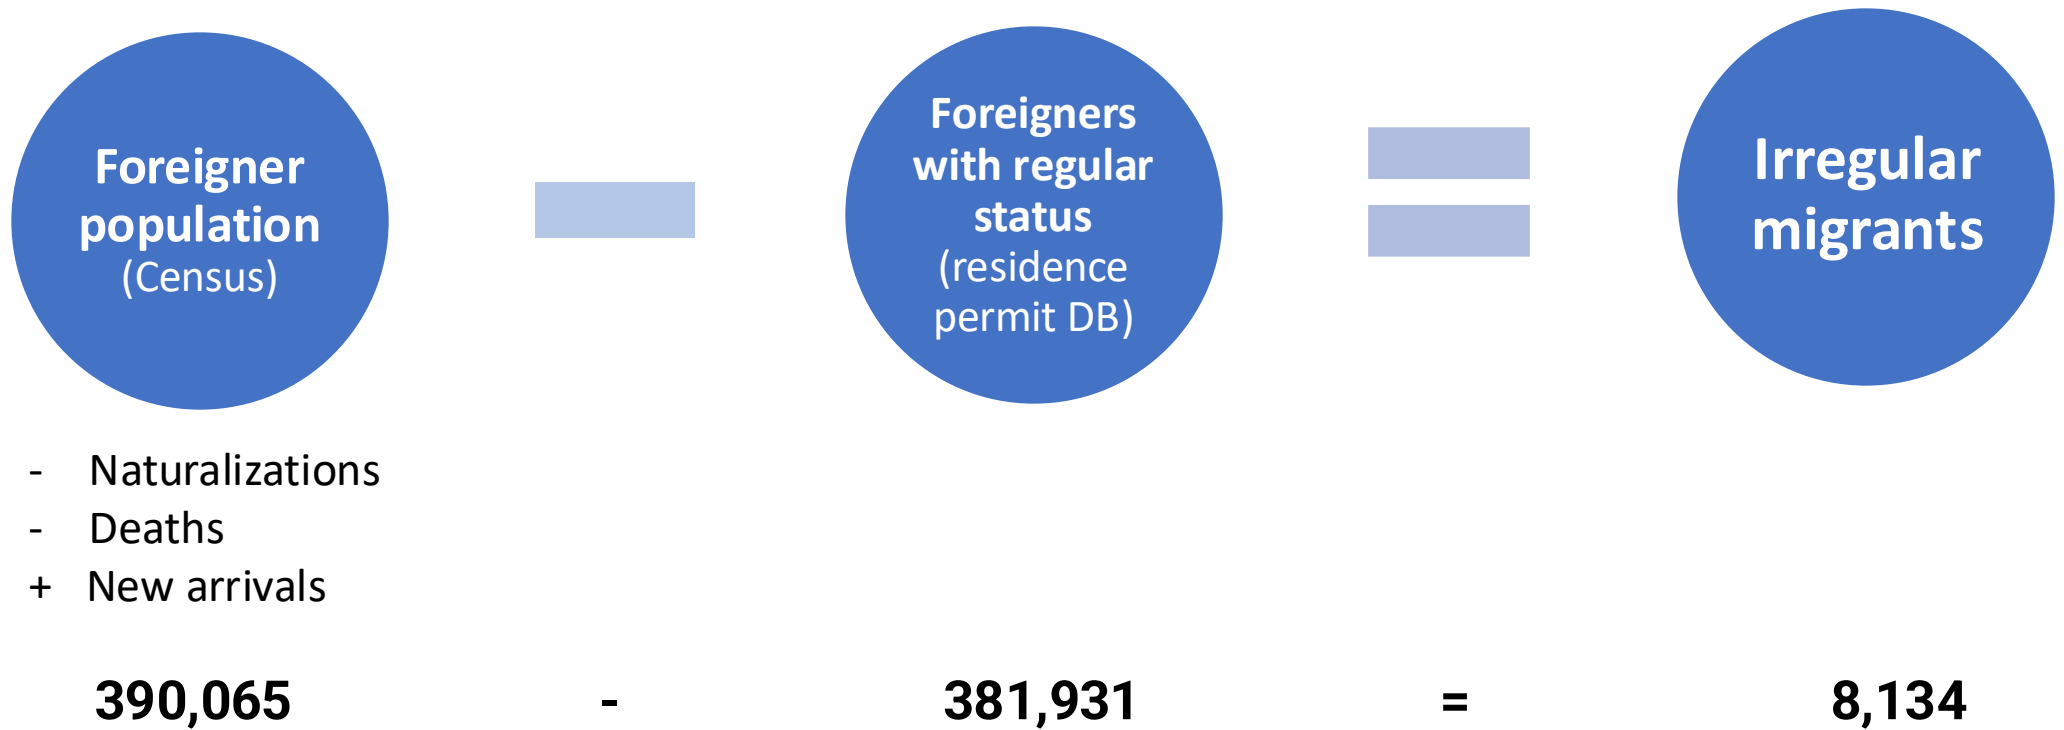 Foreigner
population
(Census)
Foreigners
with regular
status
(residence
permit DB)
Irregular
migrants
- Naturalizations
- Deaths
+ New arrivals
390,065 - 381,931 = 8,134